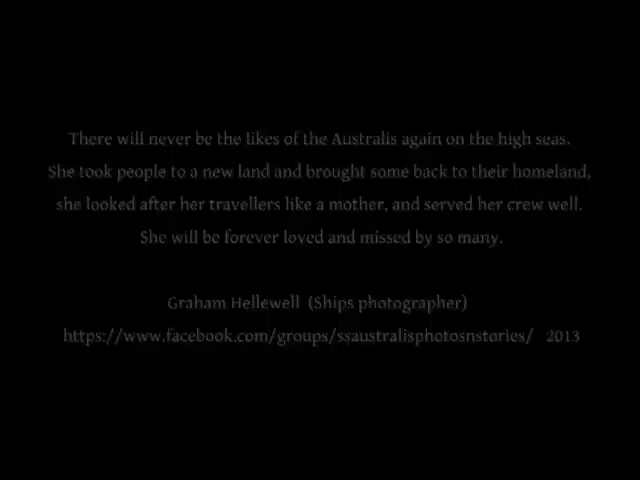 There will never be the likes of the Australis again on the high seas.
She took people to a new land and brought some back to their homeland,
she looked after her travellers like a mother, and served her crew well.
She will be forever loved and missed by so many.
Graham Hellewell (Ships photographer)
https://www.facebook.com/groups/ssaustralisphotosnstories/ 2013